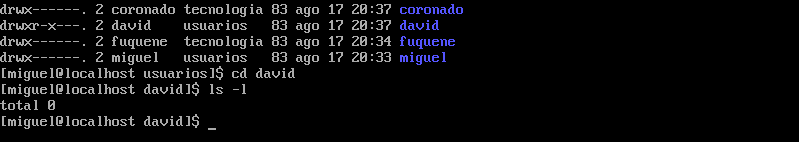 drwx------. 2 coronado tecnologia 83 ago 17 20:37 coronado
drwxr-x---. 2 david    usuarios   83 ago 17 20:37 david
drwx------. 2 fuquene  tecnologia 83 ago 17 20:34 fuquene
drwx------. 2 miguel   usuarios   83 ago 17 20:33 miguel
[miguel@localhost usuarios]$ cd david
[miguel@localhost david]$ ls -l
total 0
[miguel@localhost david]$ _